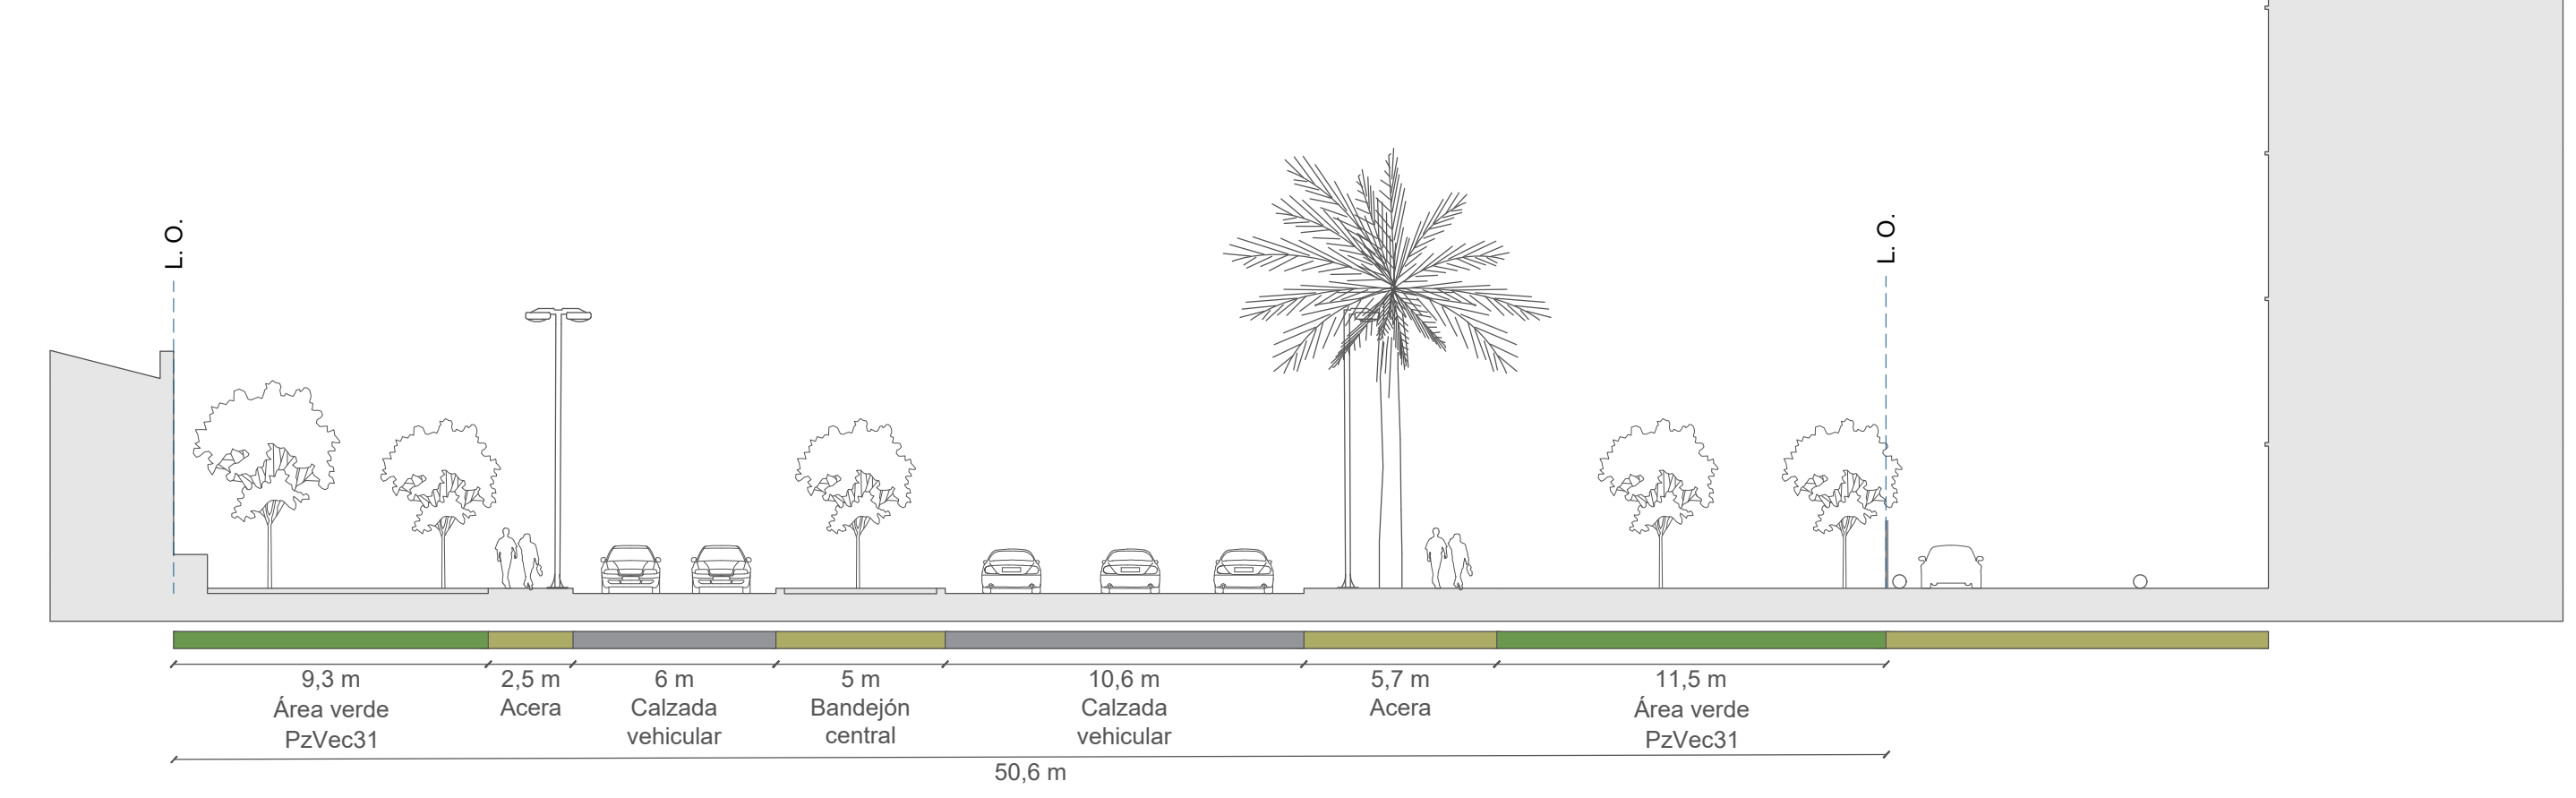 L. O.
L. O.
9,3 m
Área verde
PzVec31
2,5 m
Acera
6 m
Calzada
vehicular
5 m
Bandejón
central
10,6 m
Calzada
vehicular
5,7 m
Acera
11,5 m
Área verde
PzVec31
50,6 m